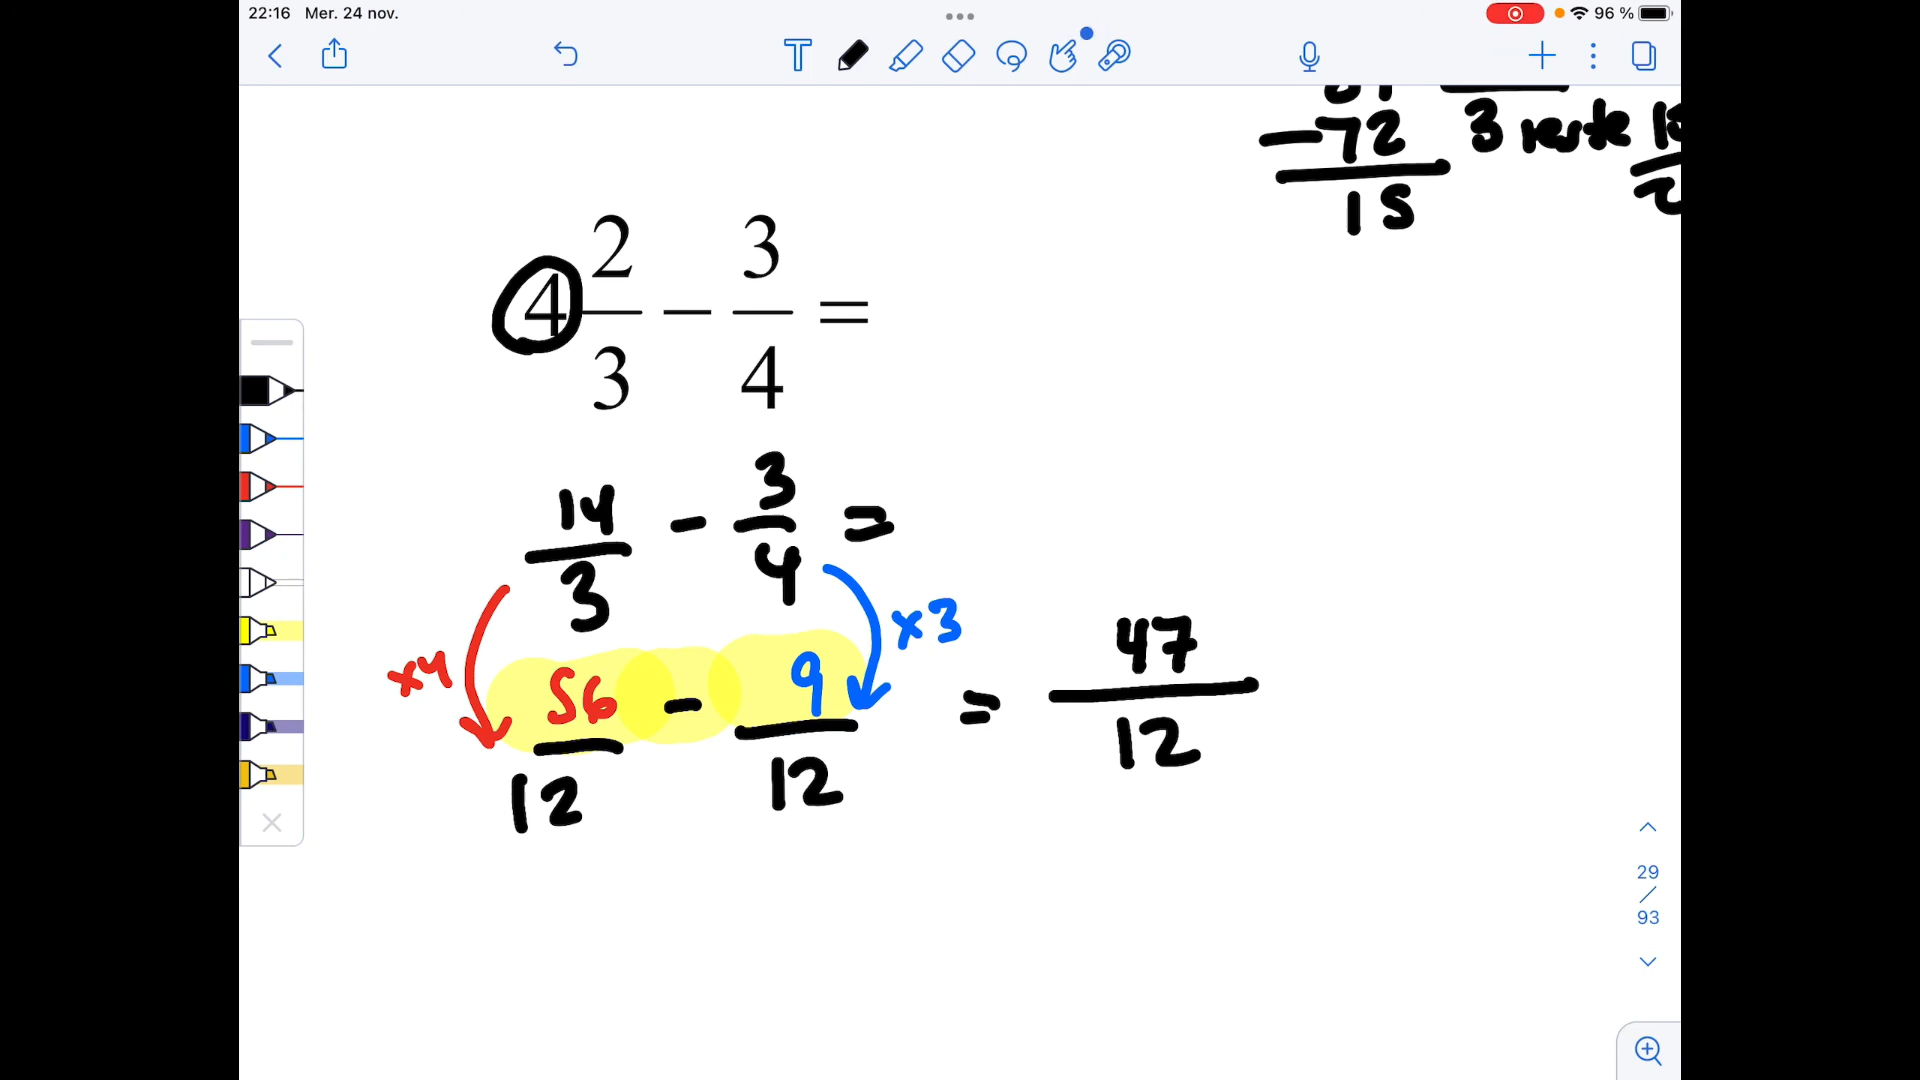 22:16 Mer. 24 nov.
96 %
T
-72
3 reste
15
4 2/3 - 3/4 =
14/3 - 3/4 =
x4
x3
56/12 - 9/12 = 47/12
29
/
93